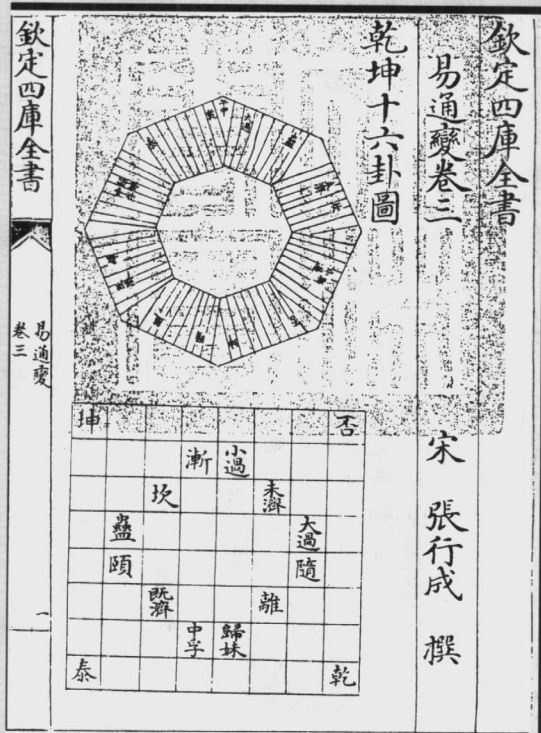 欽定四庫全書
易通變卷三
宋 張行成 撰
乾坤十六卦圖
否
坤
小過
漸
未濟
坎
大過
蠱
隨
頤
離
既濟
歸妹
中孚
乾
泰
欽定四庫全書
易通變
卷三
一